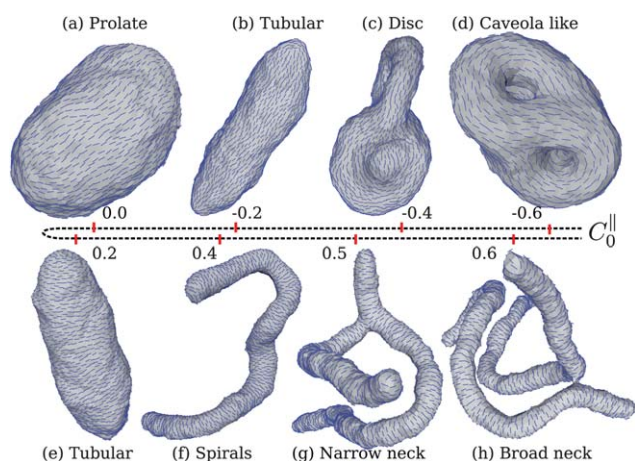 (a) Prolate (b) Tubular (c) Disc (d) Caveola like
0.0 -0.2 -0.4 -0.6
C₀^∥
0.2 0.4 0.5 0.6
(e) Tubular (f) Spirals (g) Narrow neck (h) Broad neck